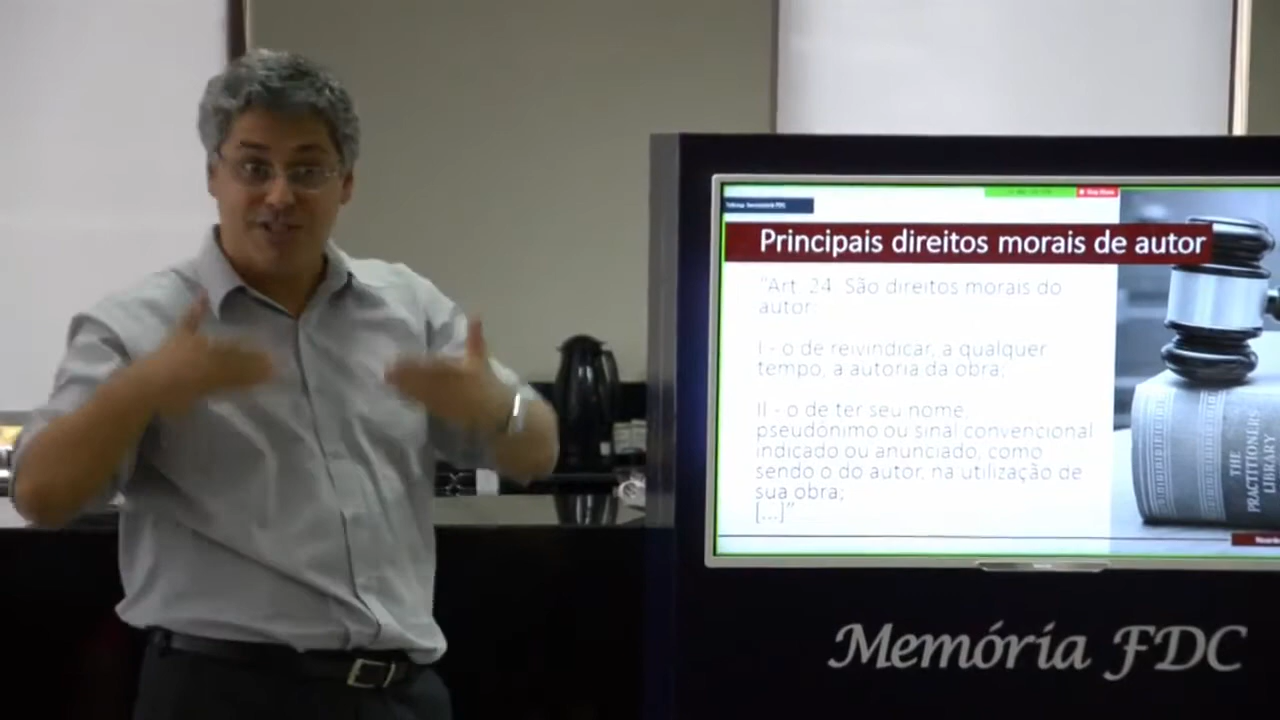 Principais direitos morais de autor
"Art. 24. São direitos morais do
autor:
I - o de reivindicar, a qualquer
tempo, a autoria da obra;
II - o de ter seu nome,
pseudônimo ou sinal convencional
indicado ou anunciado, como
sendo o do autor, na utilização de
sua obra;
[...]"
THE
PRACTITIONER
LIBRARY
Memória FDC